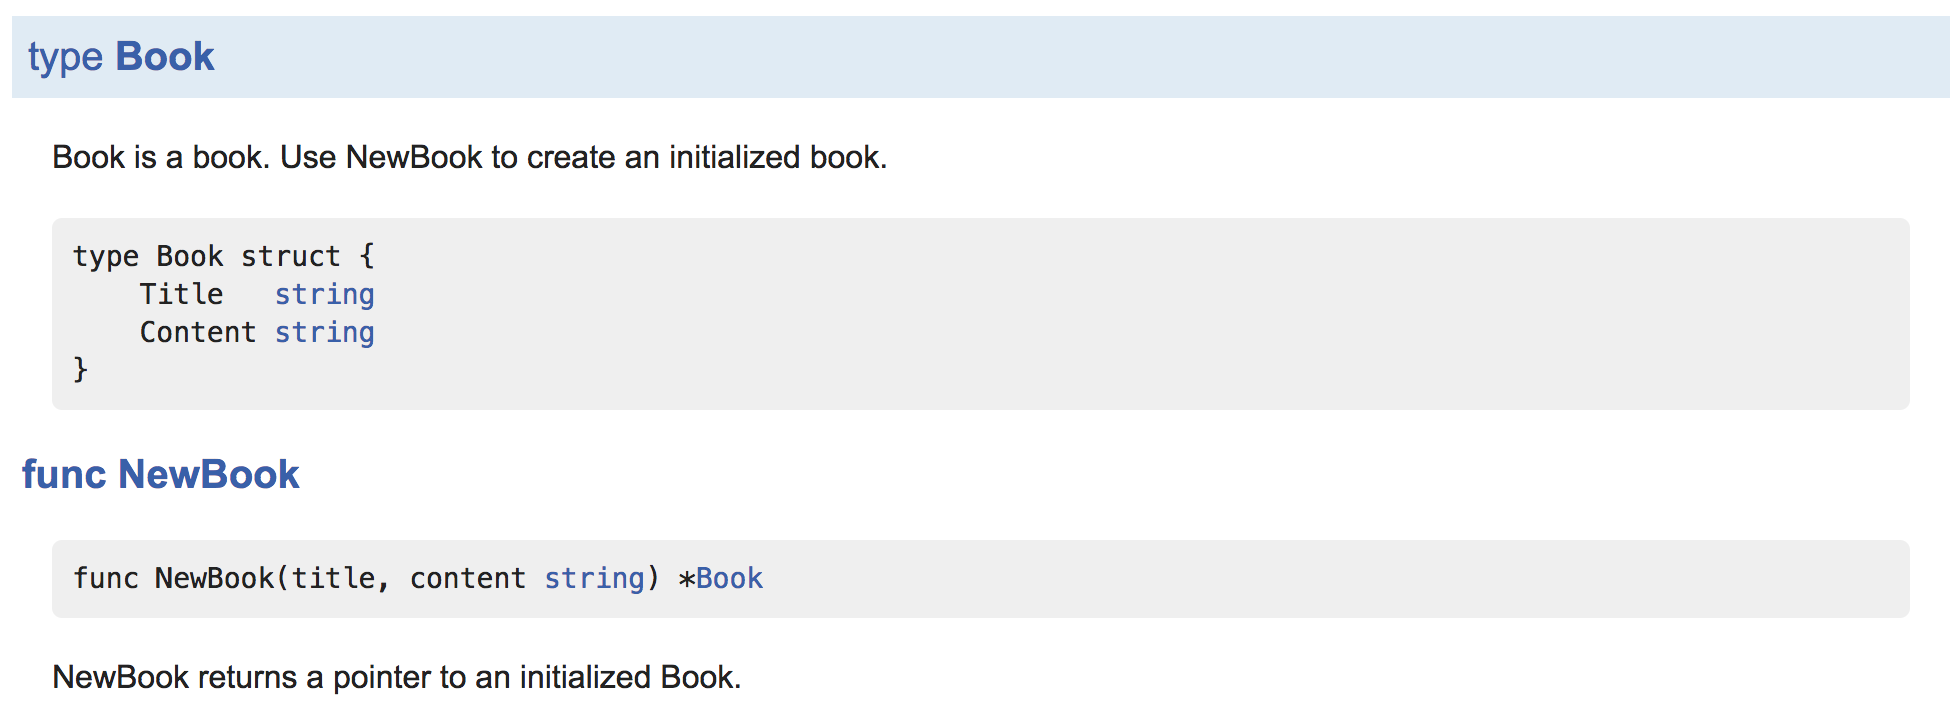 type Book
Book is a book. Use NewBook to create an initialized book.
type Book struct {
    Title   string
    Content string
}
func NewBook
func NewBook(title, content string) *Book
NewBook returns a pointer to an initialized Book.